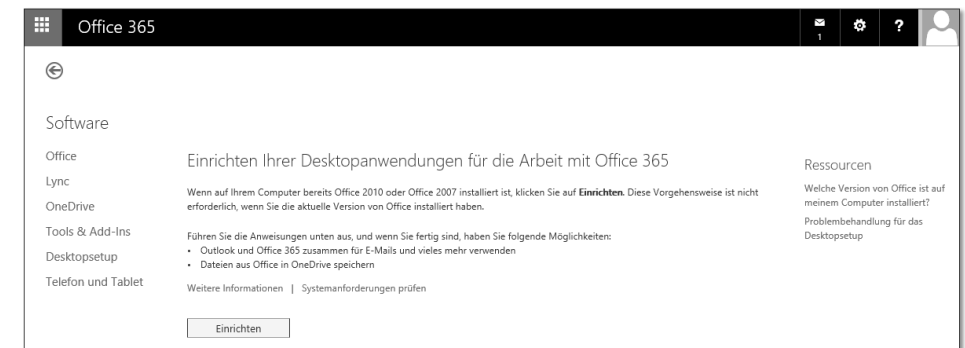 Office 365
1
?
Software
Office
Lync
OneDrive
Tools & Add-Ins
Desktopsetup
Telefon und Tablet
Einrichten Ihrer Desktopanwendungen für die Arbeit mit Office 365
Wenn auf Ihrem Computer bereits Office 2010 oder Office 2007 installiert ist, klicken Sie auf Einrichten. Diese Vorgehensweise ist nicht
erforderlich, wenn Sie die aktuelle Version von Office installiert haben.
Führen Sie die Anweisungen unten aus, und wenn Sie fertig sind, haben Sie folgende Möglichkeiten:
• Outlook und Office 365 zusammen für E-Mails und vieles mehr verwenden
• Dateien aus Office in OneDrive speichern
Weitere Informationen | Systemanforderungen prüfen
Einrichten
Ressourcen
Welche Version von Office ist auf
meinem Computer installiert?
Problembehandlung für das
Desktopsetup